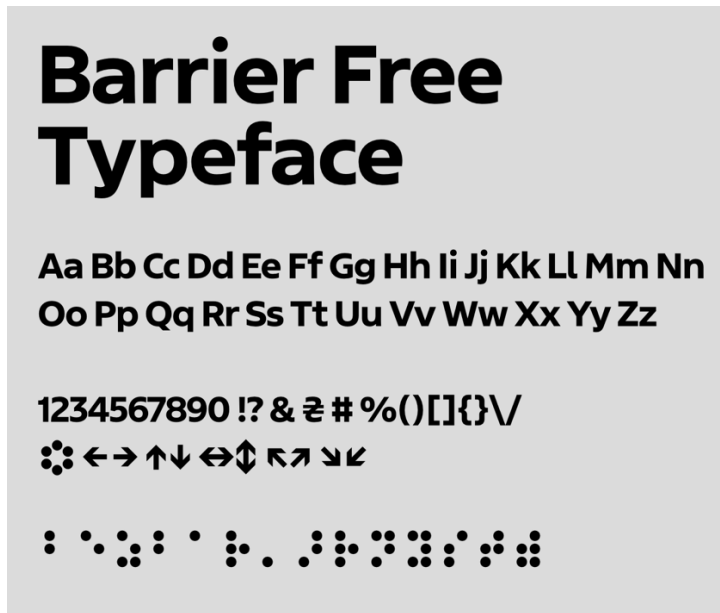 Barrier Free
Typeface
Aa Bb Cc Dd Ee Ff Gg Hh Ii Jj Kk Ll Mm Nn
Oo Pp Qq Rr Ss Tt Uu Vv Ww Xx Yy Zz
1234567890 !? & ₴ # %()[]{}\/
←→ ↑↓ ↔↕ ↖↗ ↘↙
⠃⠑⠵⠃⠁⠗⠄⠜⠗⠝⠽⠎⠞⠾